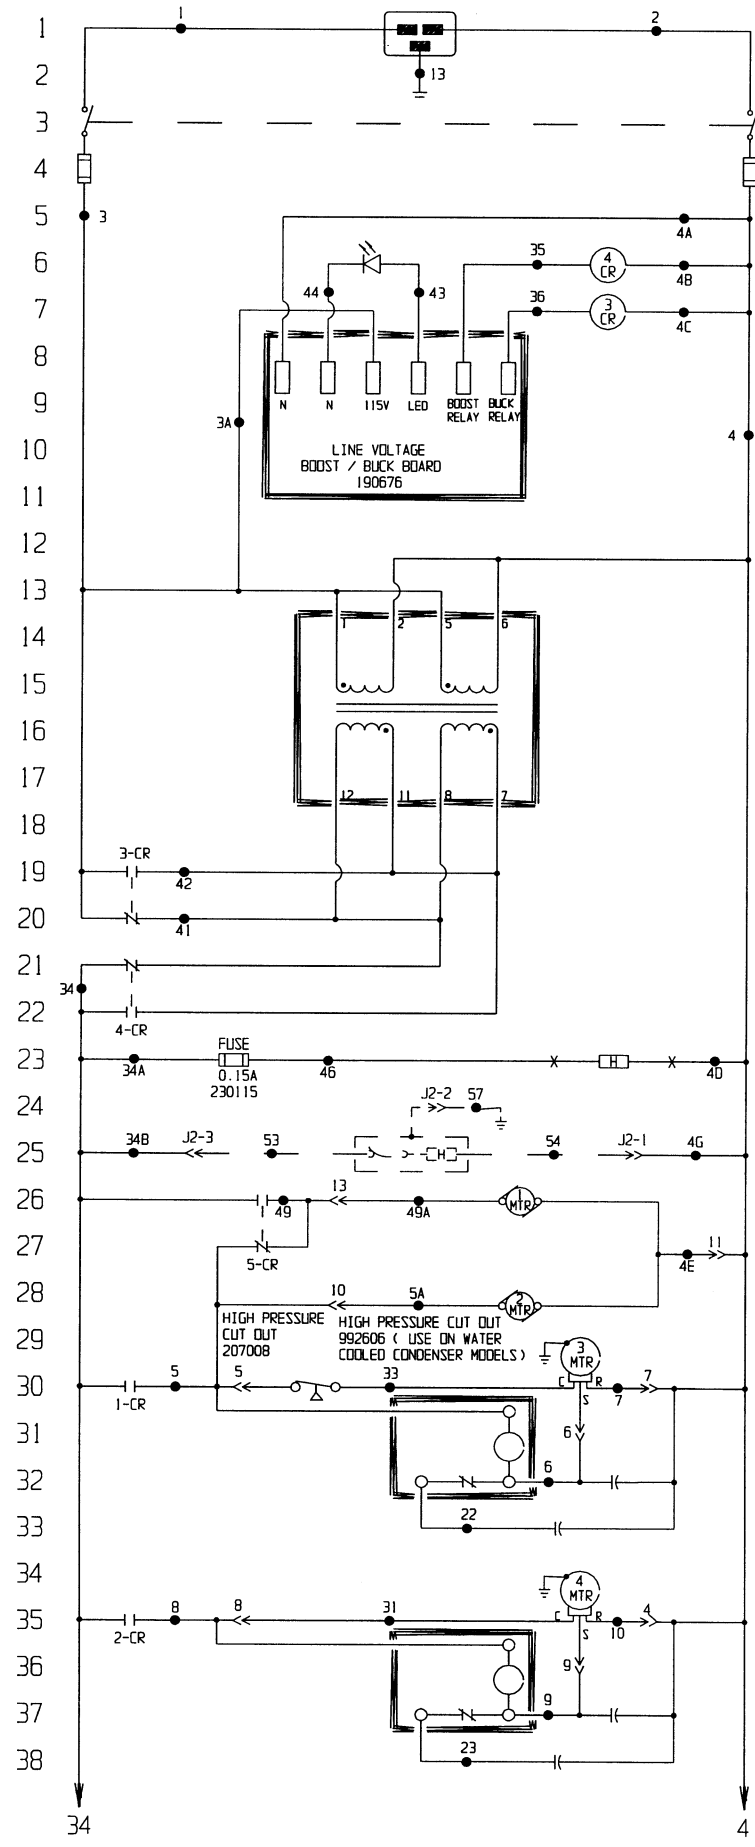 1
1
2
2
13
3
4
5
3
4A
6
35
4
CR
4B
44
43
7
36
3
CR
4C
8
9
N
N
115V
LED
BOOST
RELAY
BUCK
RELAY
3A
4
10
LINE VOLTAGE
BOOST / BUCK BOARD
190676
11
12
13
14
1
2
5
6
15
16
17
12
11
8
7
18
3-CR
19
42
20
41
21
34
22
4-CR
FUSE
23
34A
0.15A
230115
46
H
4D
24
J2-2
57
34B
J2-3
53
54
J2-1
4G
25
H
26
49
13
49A
1
MTR
27
5-CR
4E
11
28
10
5A
2
MTR
HIGH PRESSURE
CUT OUT
207008
HIGH PRESSURE CUT OUT
992606 ( USE ON WATER
COOLED CONDENSER MODELS)
29
3
MTR
30
5
5
33
C
R
S
7
7
1-CR
31
6
32
6
33
22
34
4
MTR
35
8
8
31
C
R
S
10
4
2-CR
36
9
37
9
38
23
34
4